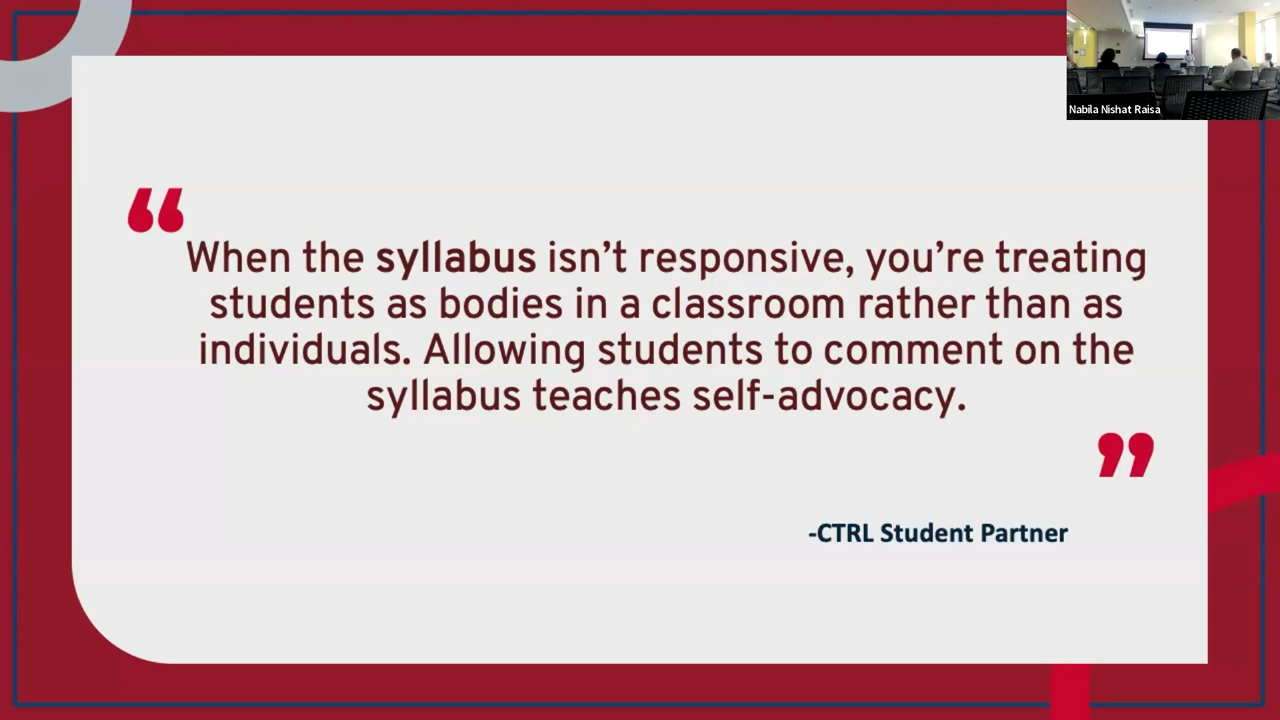 Nabila Nishat Raisa
“
When the syllabus isn’t responsive, you’re treating
students as bodies in a classroom rather than as
individuals. Allowing students to comment on the
syllabus teaches self-advocacy.
”
-CTRL Student Partner